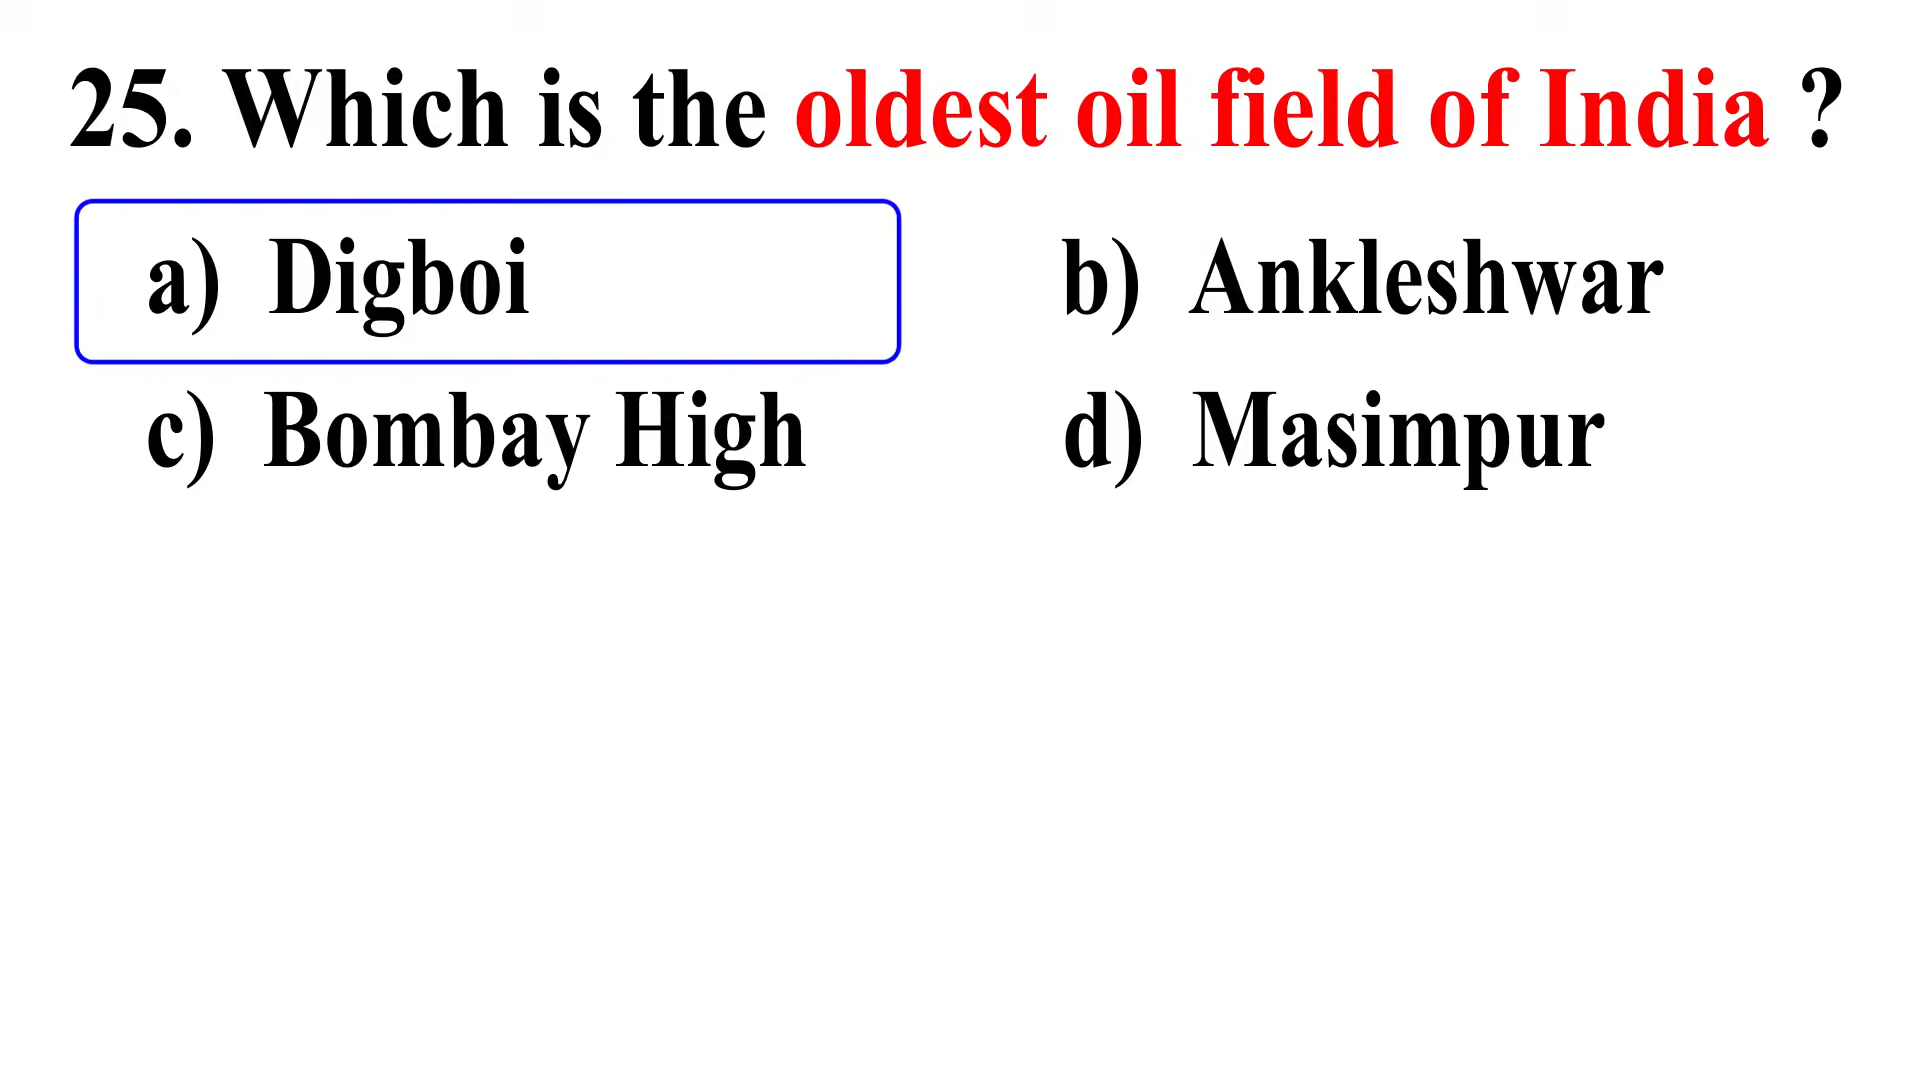 25. Which is the oldest oil field of India ?
a) Digboi b) Ankleshwar
c) Bombay High d) Masimpur